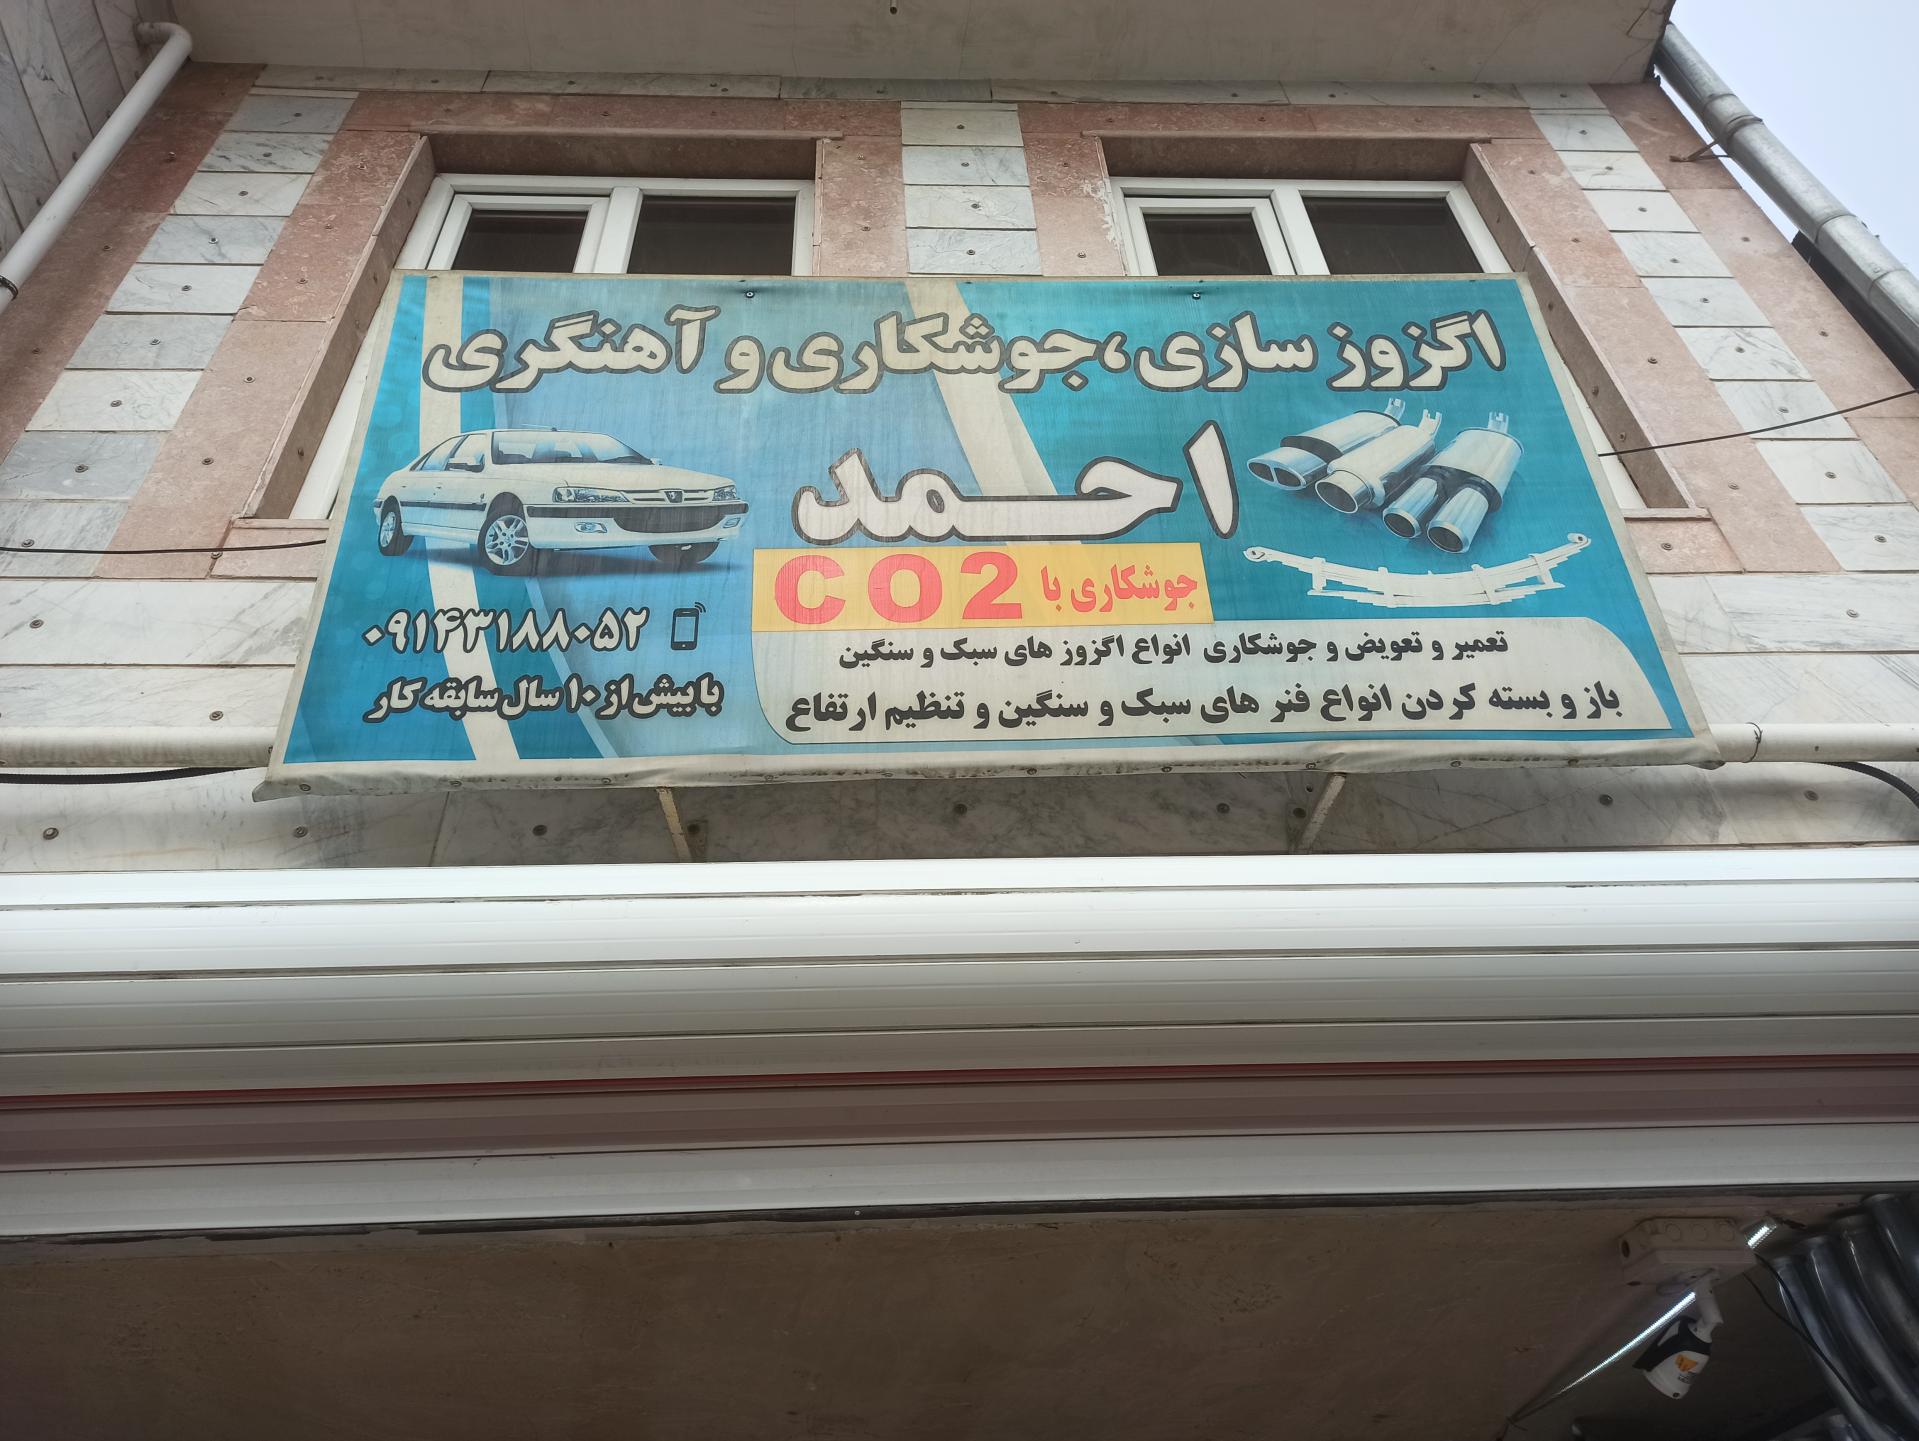 اگزوز سازی، جوشکاری و آهنگری
احمد
جوشکاری با CO2
تعمیر و تعویض و جوشکاری انواع اگزوز های سبک و سنگین
باز و بسته کردن انواع فنر های سبک و سنگین و تنظیم ارتفاع
۰۹۱۴۳۱۸۸۰۵۲
با بیش از ۱۰ سال سابقه کار